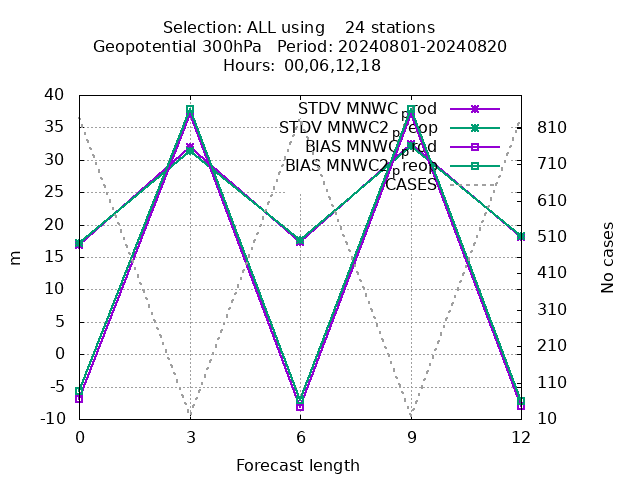 Selection: ALL using 24 stations
Geopotential 300hPa Period: 20240801-20240820
Hours: 00,06,12,18
STDV MNWC_prod
STDV MNWC2_preop
BIAS MNWC_prod
BIAS MNWC2_preop
CASES
40
35
30
25
20
15
10
5
0
-5
-10
m
810
710
610
510
410
310
210
110
10
No cases
0 3 6 9 12
Forecast length